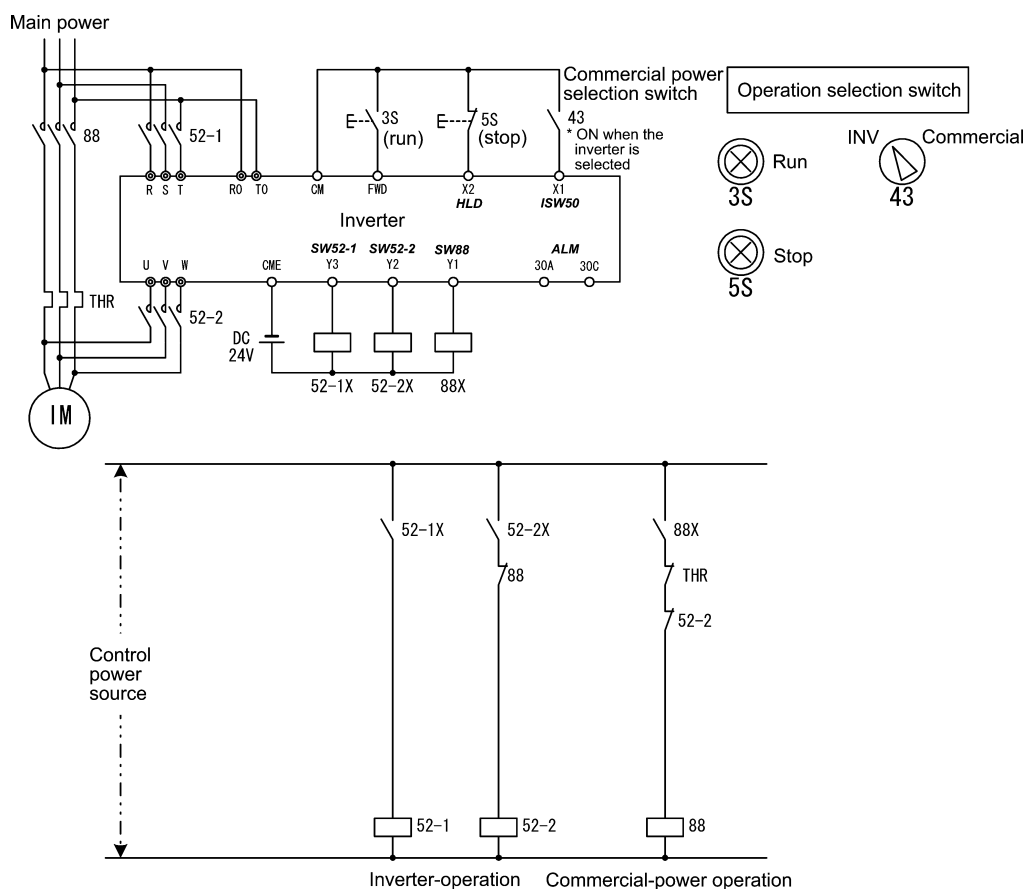 Main power
88
52-1
3S
(run)
5S
(stop)
Commercial power
selection switch
43
* ON when the
inverter is
selected
Operation selection switch
Run
3S
INV
Commercial
43
Stop
5S
R S T
R0 T0
CM
FWD
X2
HLD
X1
ISW50
Inverter
SW52-1
SW52-2
SW88
ALM
U V W
CME
Y3
Y2
Y1
30A
30C
THR
52-2
DC
24V
52-1X
52-2X
88X
IM
52-1X
52-2X
88X
88
THR
52-2
Control
power
source
52-1
52-2
88
Inverter-operation
Commercial-power operation